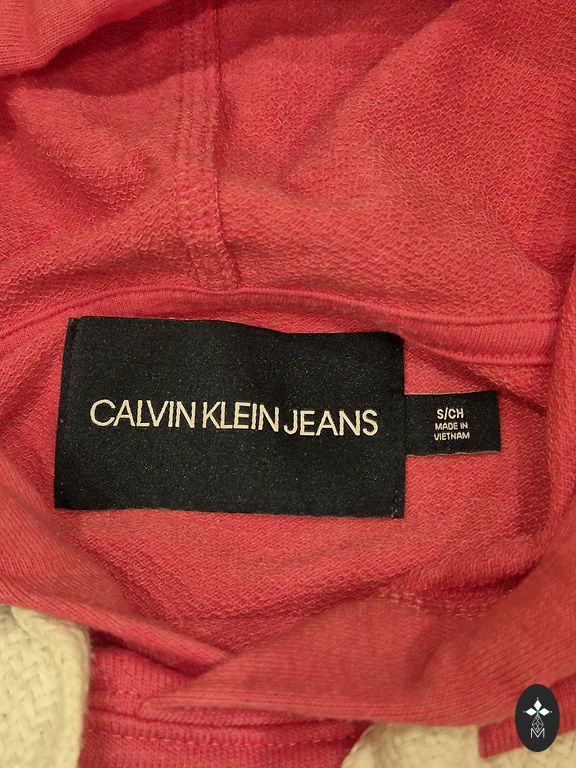 CALVIN KLEIN JEANS
S/CH
MADE IN
VIETNAM
M